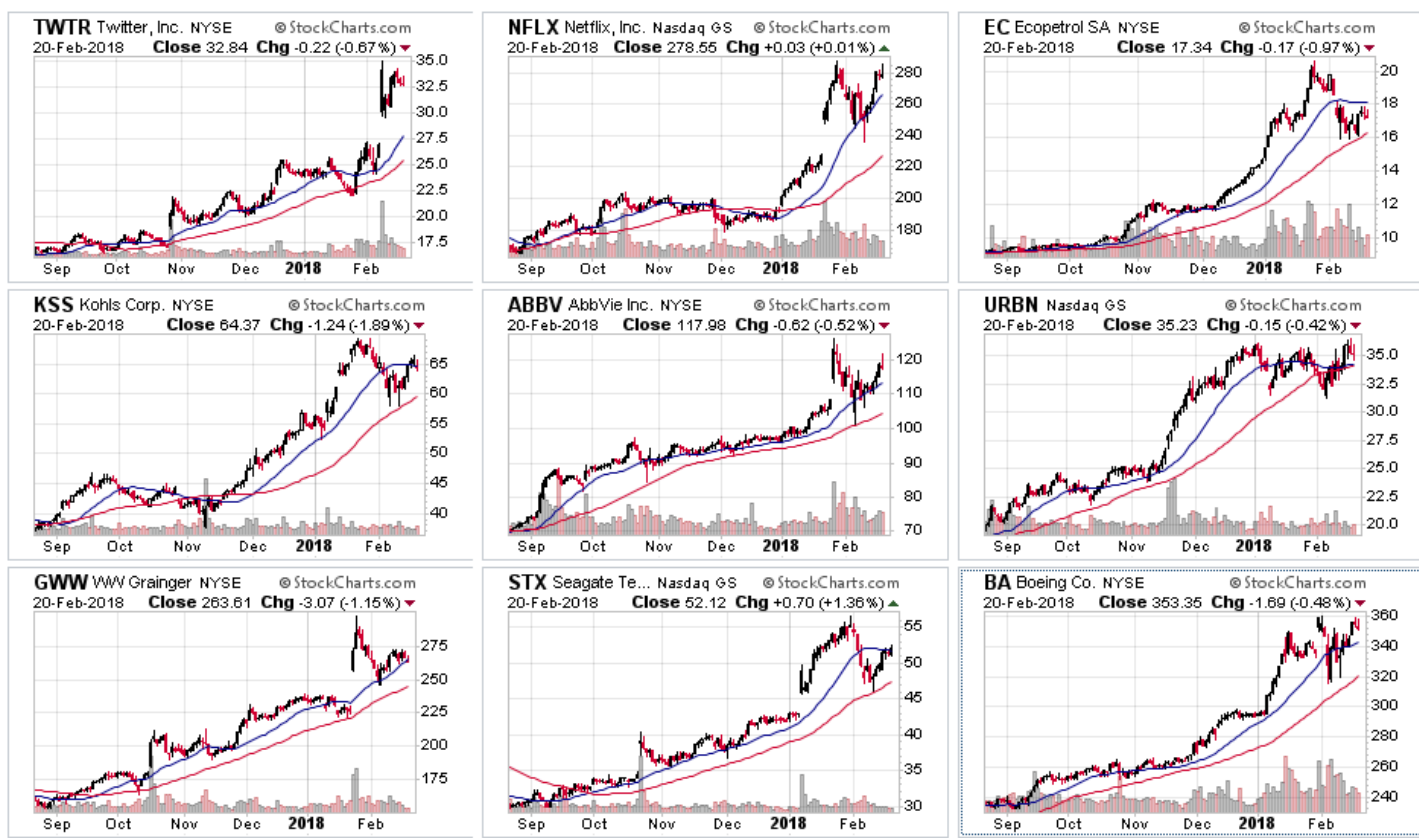 TWTR Twitter, Inc. NYSE © StockCharts.com
20-Feb-2018 Close 32.84 Chg -0.22 (-0.67%)
35.0
32.5
30.0
27.5
25.0
22.5
20.0
17.5
Sep Oct Nov Dec 2018 Feb
NFLX Netflix, Inc. Nasdaq GS © StockCharts.com
20-Feb-2018 Close 278.55 Chg +0.03 (+0.01%)
280
260
240
220
200
180
Sep Oct Nov Dec 2018 Feb
EC Ecopetrol SA NYSE © StockCharts.com
20-Feb-2018 Close 17.34 Chg -0.17 (-0.97%)
20
18
16
14
12
10
Sep Oct Nov Dec 2018 Feb
KSS Kohls Corp. NYSE © StockCharts.com
20-Feb-2018 Close 64.37 Chg -1.24 (-1.89%)
65
60
55
50
45
40
Sep Oct Nov Dec 2018 Feb
ABBV AbbVie Inc. NYSE © StockCharts.com
20-Feb-2018 Close 117.98 Chg -0.62 (-0.52%)
120
110
100
90
80
70
Sep Oct Nov Dec 2018 Feb
URBN Nasdaq GS © StockCharts.com
20-Feb-2018 Close 35.23 Chg -0.15 (-0.42%)
35.0
32.5
30.0
27.5
25.0
22.5
20.0
Sep Oct Nov Dec 2018 Feb
GWW WW Grainger NYSE © StockCharts.com
20-Feb-2018 Close 263.61 Chg -3.07 (-1.15%)
275
250
225
200
175
Sep Oct Nov Dec 2018 Feb
STX Seagate Te... Nasdaq GS © StockCharts.com
20-Feb-2018 Close 52.12 Chg +0.70 (+1.36%)
55
50
45
40
35
30
Sep Oct Nov Dec 2018 Feb
BA Boeing Co. NYSE © StockCharts.com
20-Feb-2018 Close 353.35 Chg -1.69 (-0.48%)
360
340
320
300
280
260
240
Sep Oct Nov Dec 2018 Feb